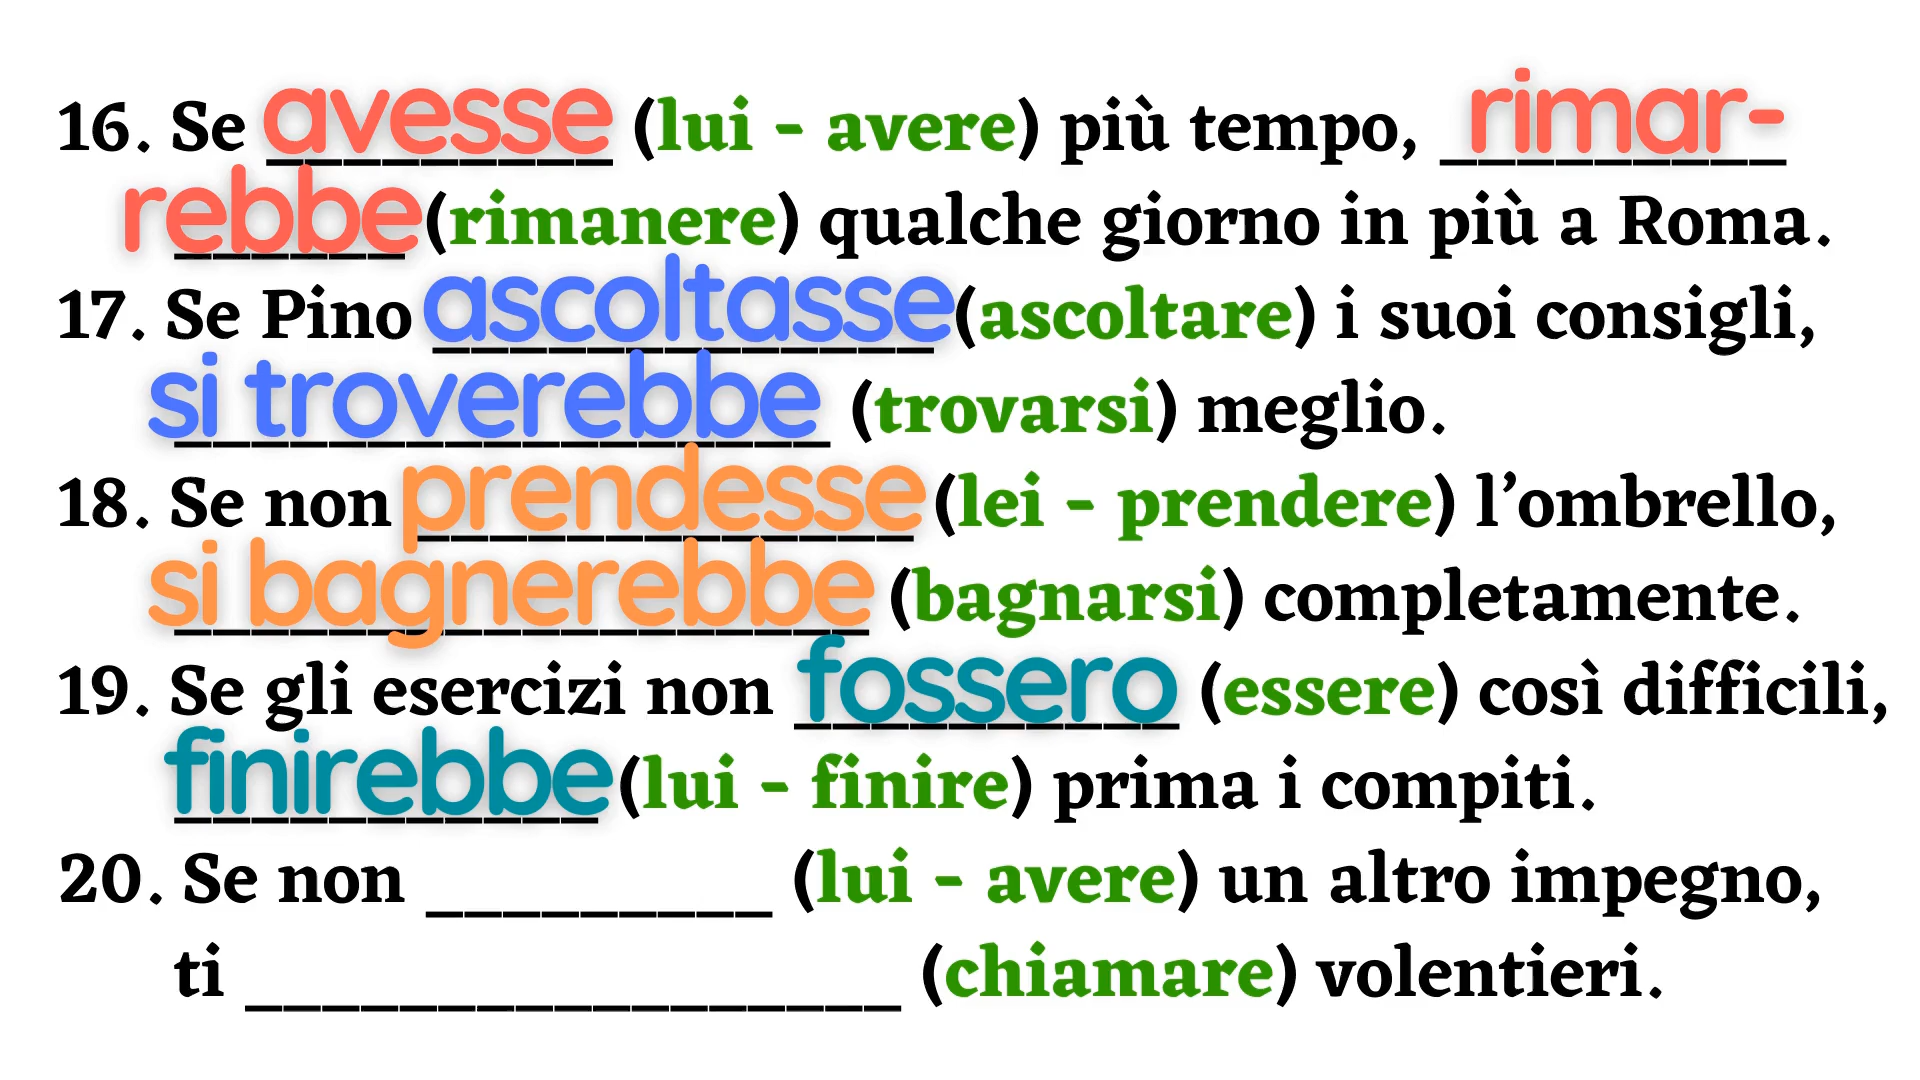 16. Se avesse (lui - avere) più tempo, rimar-
rebbe (rimanere) qualche giorno in più a Roma.
17. Se Pino ascoltasse (ascoltare) i suoi consigli,
si troverebbe (trovarsi) meglio.
18. Se non prendesse (lei - prendere) l'ombrello,
si bagnerebbe (bagnarsi) completamente.
19. Se gli esercizi non fossero (essere) così difficili,
finirebbe (lui - finire) prima i compiti.
20. Se non _________ (lui - avere) un altro impegno,
ti _________________ (chiamare) volentieri.